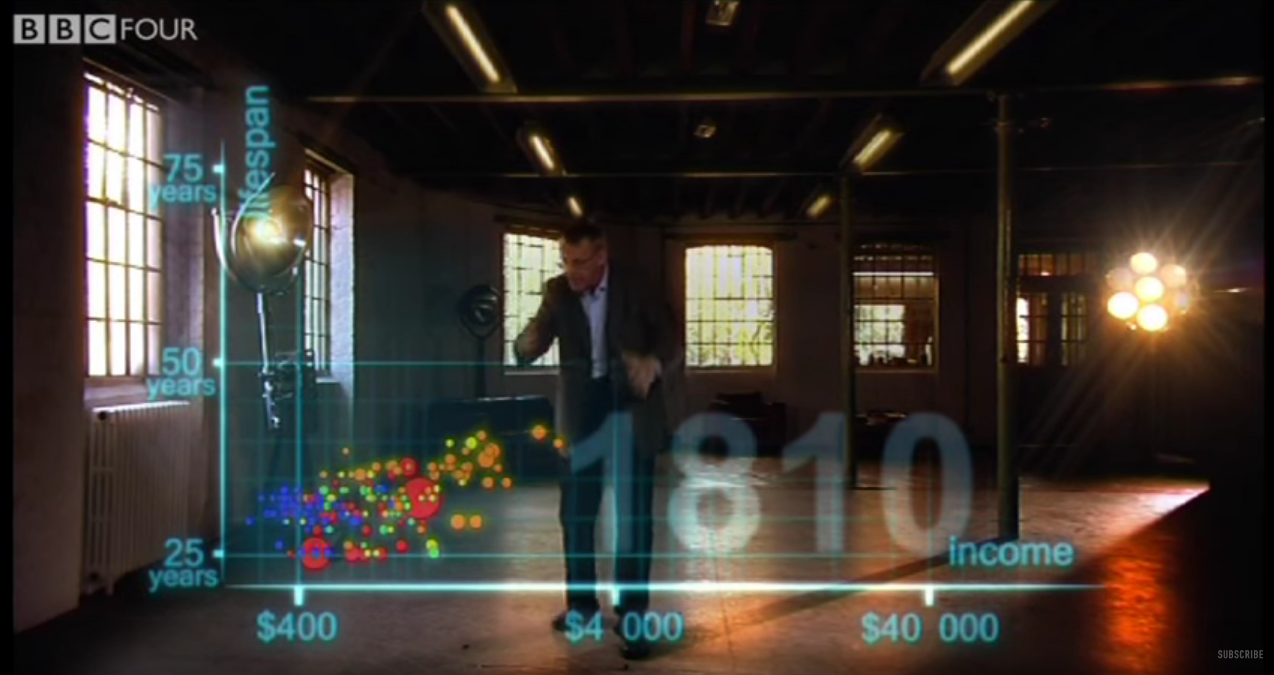 BBC FOUR
lifespan
75
years
50
years
1810
25
years
income
$400
$4 000
$40 000
SUBSCRIBE